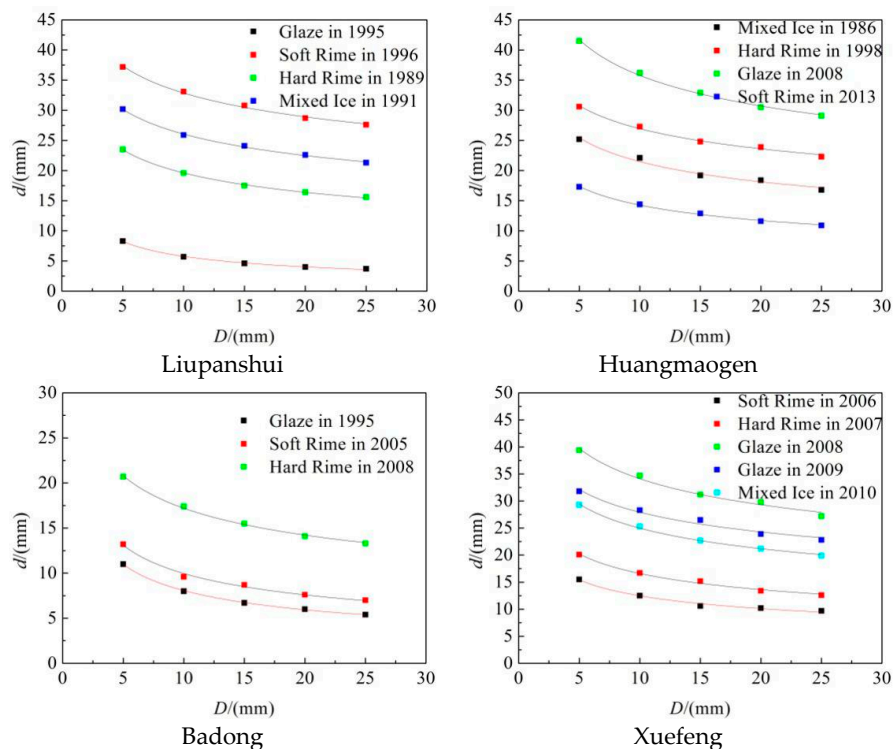 45
40
35
30
25
20
15
10
5
0
d/(mm)
Glaze in 1995
Soft Rime in 1996
Hard Rime in 1989
Mixed Ice in 1991
0 5 10 15 20 25 30
D/(mm)
Liupanshui
45
40
35
30
25
20
15
10
5
0
d/(mm)
Mixed Ice in 1986
Hard Rime in 1998
Glaze in 2008
Soft Rime in 2013
0 5 10 15 20 25 30
D/(mm)
Huangmaogen
30
25
20
15
10
5
0
d/(mm)
Glaze in 1995
Soft Rime in 2005
Hard Rime in 2008
0 5 10 15 20 25 30
D/(mm)
Badong
50
45
40
35
30
25
20
15
10
5
0
d/(mm)
Soft Rime in 2006
Hard Rime in 2007
Glaze in 2008
Glaze in 2009
Mixed Ice in 2010
0 5 10 15 20 25 30
D/(mm)
Xuefeng